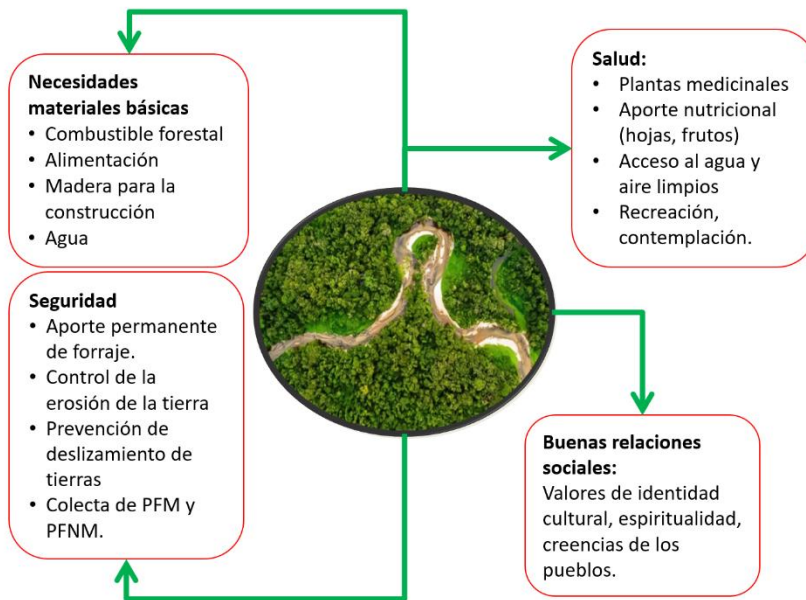 Necesidades
materiales básicas
• Combustible forestal
• Alimentación
• Madera para la
construcción
• Agua
Seguridad
• Aporte permanente
de forraje.
• Control de la
erosión de la tierra
• Prevención de
deslizamiento de
tierras
• Colecta de PFM y
PFNM.
Salud:
• Plantas medicinales
• Aporte nutricional
(hojas, frutos)
• Acceso al agua y
aire limpios
• Recreación,
contemplación.
Buenas relaciones
sociales:
Valores de identidad
cultural, espiritualidad,
creencias de los
pueblos.